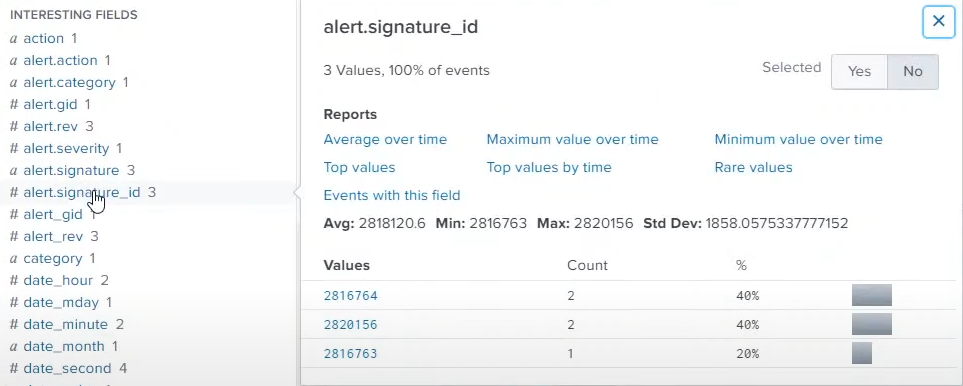 INTERESTING FIELDS
a action 1
a alert.action 1
a alert.category 1
# alert.gid 1
# alert.rev 3
# alert.severity 1
a alert.signature 3
# alert.signature_id 3
# alert_gid 1
# alert_rev 3
a category 1
# date_hour 2
# date_mday 1
# date_minute 2
a date_month 1
# date_second 4
alert.signature_id
3 Values, 100% of events
Selected Yes No
Reports
Average over time Maximum value over time Minimum value over time
Top values Top values by time Rare values
Events with this field
Avg: 2818120.6 Min: 2816763 Max: 2820156 Std Dev: 1858.0575337777152
Values Count %
2816764 2 40%
2820156 2 40%
2816763 1 20%